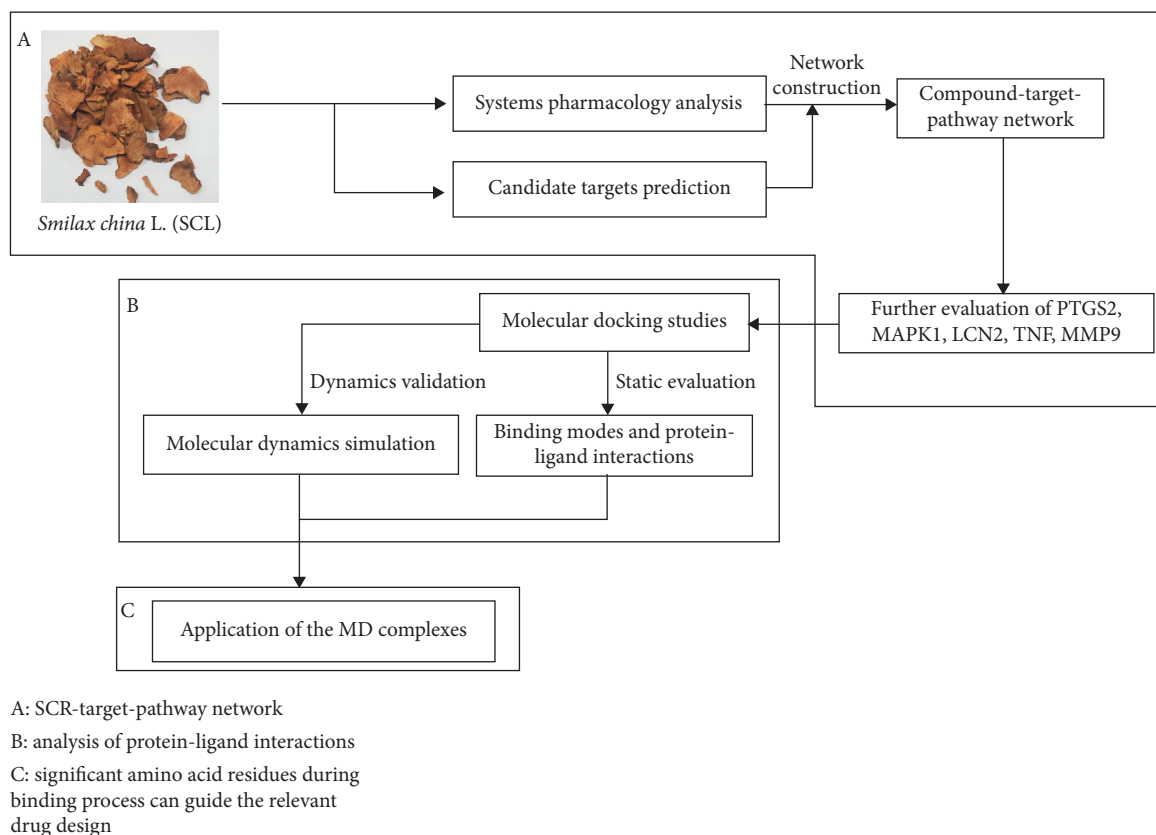 A
Smilax china L. (SCL)
Systems pharmacology analysis
Candidate targets prediction
Network
construction
Compound-target-
pathway network
Further evaluation of PTGS2,
MAPK1, LCN2, TNF, MMP9
B
Molecular docking studies
Dynamics validation
Static evaluation
Molecular dynamics simulation
Binding modes and protein-
ligand interactions
C
Application of the MD complexes
A: SCR-target-pathway network
B: analysis of protein-ligand interactions
C: significant amino acid residues during
binding process can guide the relevant
drug design